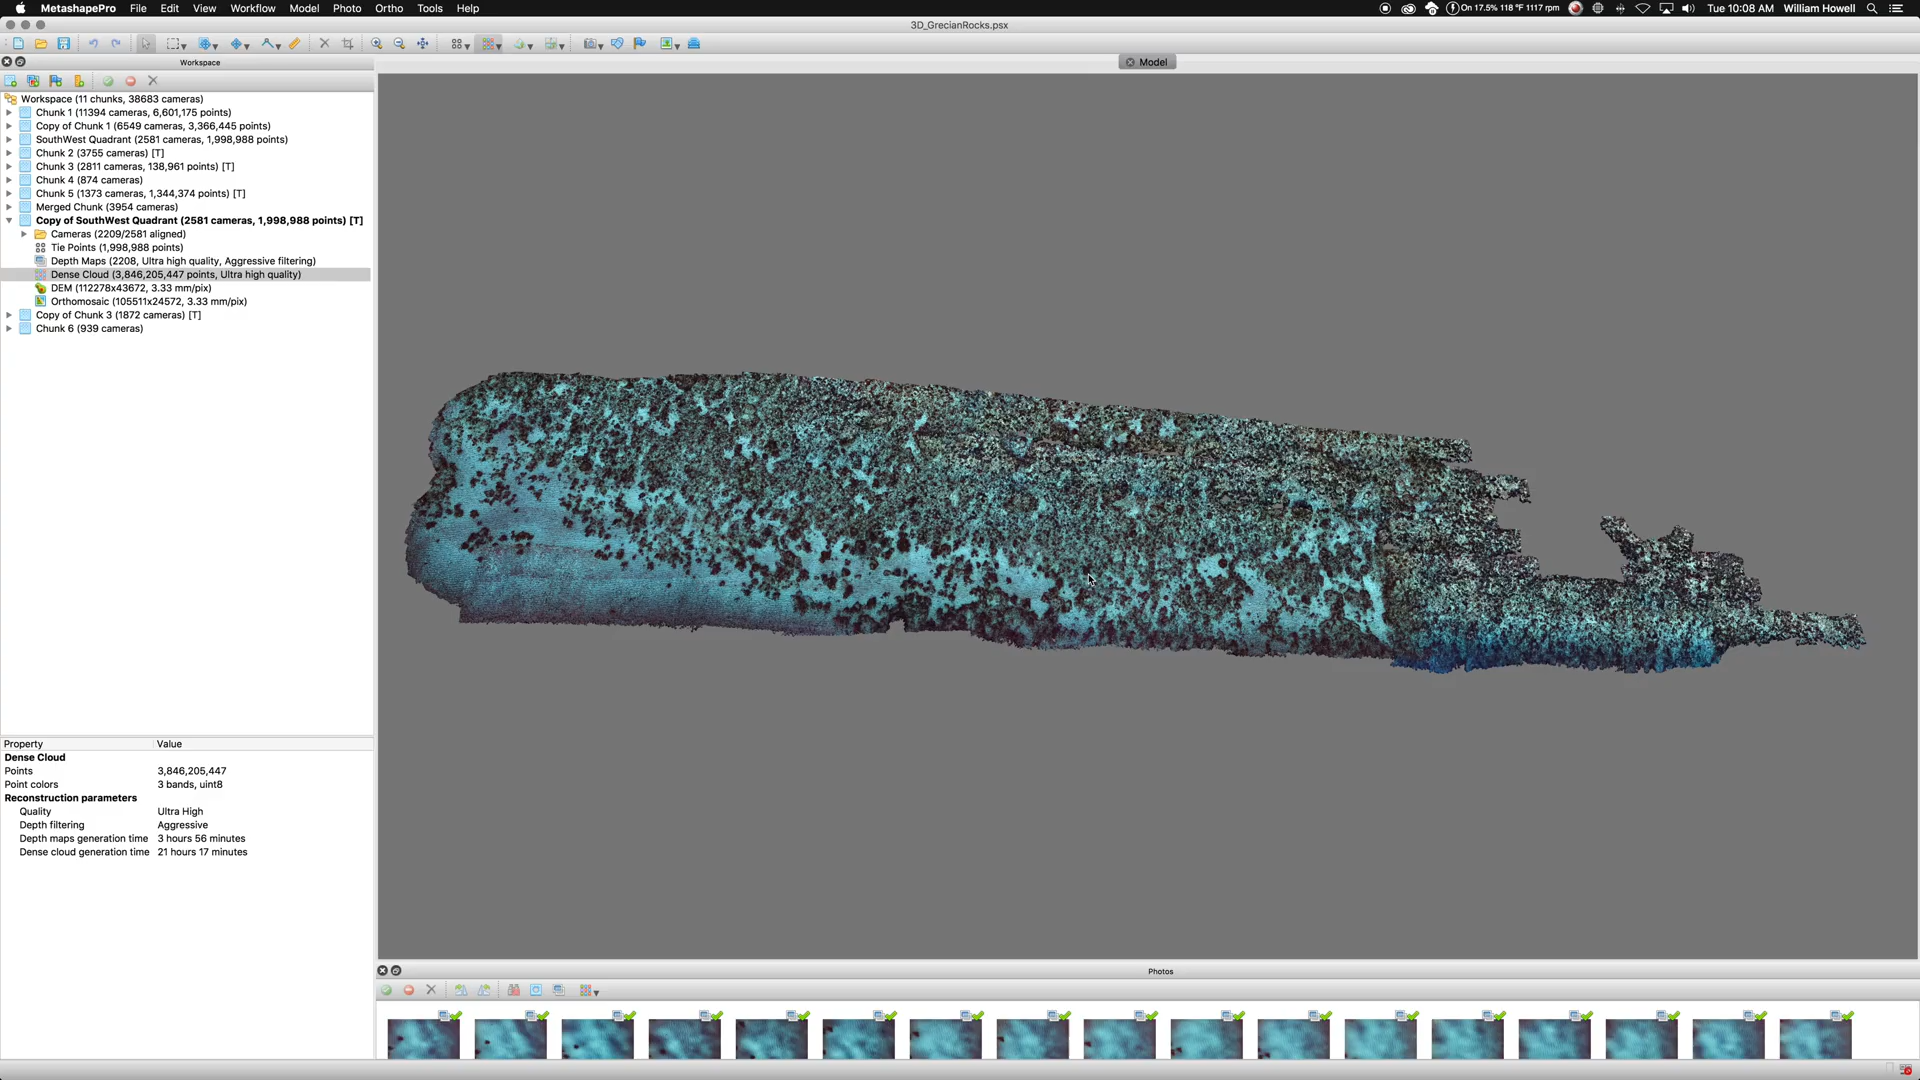 MetashapePro File Edit View Workflow Model Photo Ortho Tools Help
On 17.5% 118 °F 1117 rpm Tue 10:08 AM William Howell
3D_GrecianRocks.psx
Workspace
Model
Workspace (11 chunks, 38683 cameras)
Chunk 1 (11394 cameras, 6,601,175 points)
Copy of Chunk 1 (6549 cameras, 3,366,445 points)
SouthWest Quadrant (2581 cameras, 1,998,988 points)
Chunk 2 (3755 cameras) [T]
Chunk 3 (2811 cameras, 138,961 points) [T]
Chunk 4 (874 cameras)
Chunk 5 (1373 cameras, 1,344,374 points) [T]
Merged Chunk (3954 cameras)
Copy of SouthWest Quadrant (2581 cameras, 1,998,988 points) [T]
Cameras (2209/2581 aligned)
Tie Points (1,998,988 points)
Depth Maps (2208, Ultra high quality, Aggressive filtering)
Dense Cloud (3,846,205,447 points, Ultra high quality)
DEM (112278x43672, 3.33 mm/pix)
Orthomosaic (105511x24572, 3.33 mm/pix)
Copy of Chunk 3 (1872 cameras) [T]
Chunk 6 (939 cameras)
Property Value
Dense Cloud
Points 3,846,205,447
Point colors 3 bands, uint8
Reconstruction parameters
Quality Ultra High
Depth filtering Aggressive
Depth maps generation time 3 hours 56 minutes
Dense cloud generation time 21 hours 17 minutes
Photos